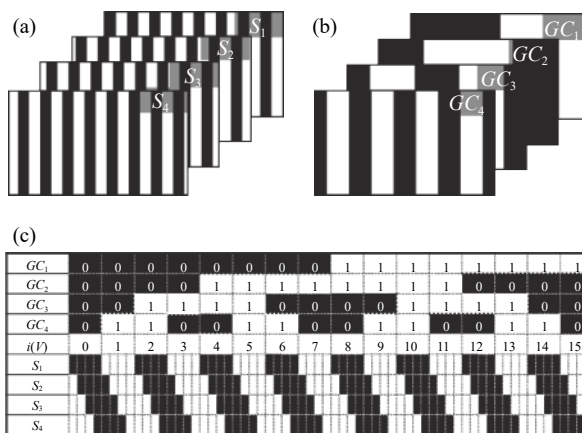 (a)
S1
S2
S3
S4
(b)
GC1
GC2
GC3
GC4
(c)
GC1 0 0 0 0 0 0 0 0 1 1 1 1 1 1 1 1
GC2 0 0 0 0 1 1 1 1 1 1 1 1 0 0 0 0
GC3 0 0 1 1 1 1 0 0 0 0 1 1 1 1 0 0
GC4 0 1 1 0 0 1 1 0 0 1 1 0 0 1 1 0
i(V) 0 1 2 3 4 5 6 7 8 9 10 11 12 13 14 15
S1
S2
S3
S4